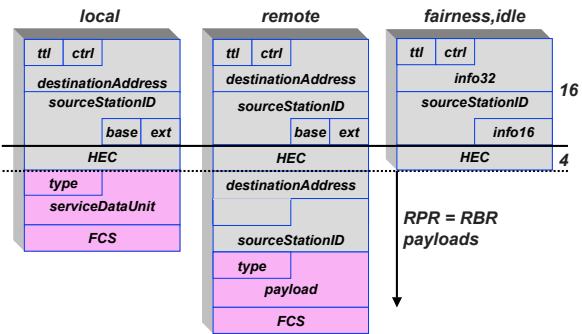 local
ttl ctrl
destinationAddress
sourceStationID
base ext
HEC
type
serviceDataUnit
FCS
remote
ttl ctrl
destinationAddress
sourceStationID
base ext
HEC
destinationAddress
sourceStationID
type
payload
FCS
fairness,idle
ttl ctrl
info32
sourceStationID
info16
HEC
16
4
RPR = RBR
payloads